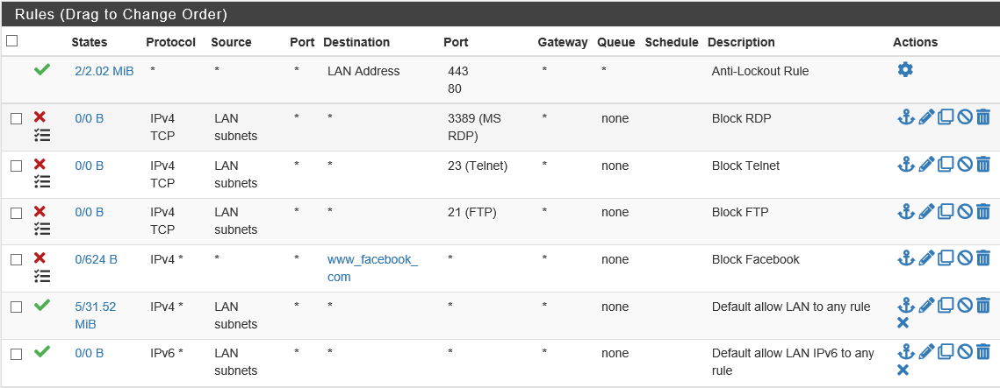 Rules (Drag to Change Order)
States Protocol Source Port Destination Port Gateway Queue Schedule Description Actions
2/2.02 MiB * * * LAN Address 443 * * Anti-Lockout Rule
80
0/0 B IPv4 LAN * * 3389 (MS * none Block RDP
TCP subnets RDP)
0/0 B IPv4 LAN * * 23 (Telnet) * none Block Telnet
TCP subnets
0/0 B IPv4 LAN * * 21 (FTP) * none Block FTP
TCP subnets
0/624 B IPv4 * * * www_facebook_ * * none Block Facebook
com
5/31.52 IPv4 * LAN * * * * none Default allow LAN to any rule
MiB subnets
0/0 B IPv6 * LAN * * * * none Default allow LAN IPv6 to any
subnets rule